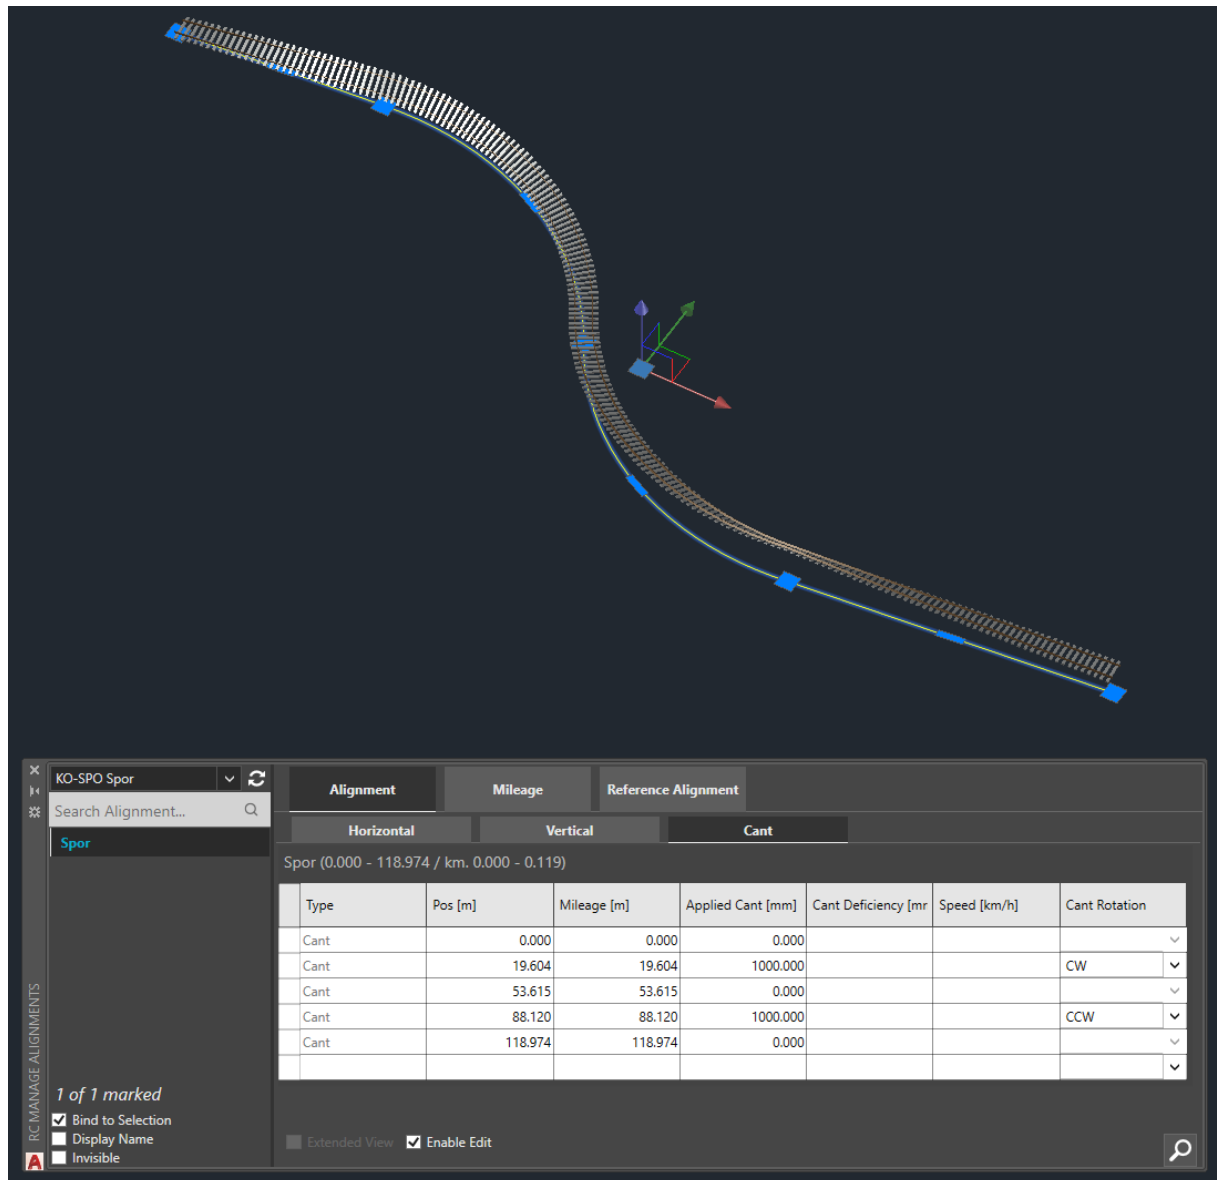 KO-SPO Spor
Search Alignment...
Spor
1 of 1 marked
Bind to Selection
Display Name
Invisible
RC MANAGE ALIGNMENTS
A
Alignment Mileage Reference Alignment
Horizontal Vertical Cant
Spor (0.000 - 118.974 / km. 0.000 - 0.119)
Type Pos [m] Mileage [m] Applied Cant [mm] Cant Deficiency [mr Speed [km/h] Cant Rotation
Cant 0.000 0.000 0.000
Cant 19.604 19.604 1000.000 CW
Cant 53.615 53.615 0.000
Cant 88.120 88.120 1000.000 CCW
Cant 118.974 118.974 0.000
Extended View Enable Edit